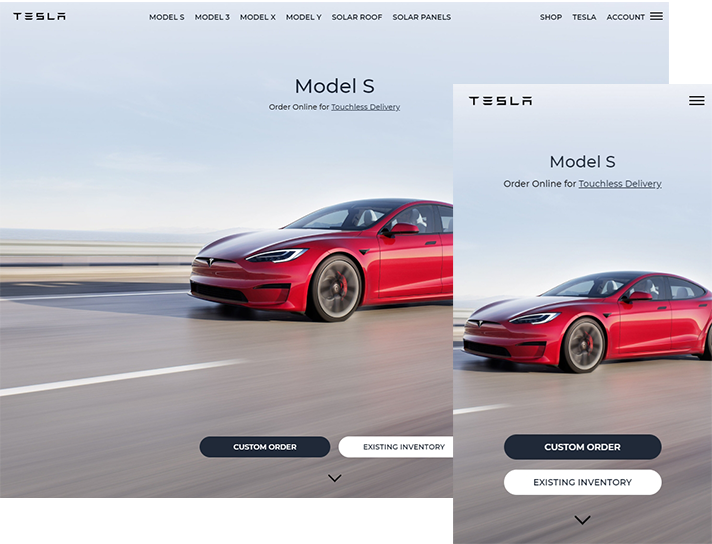 TESLA MODEL S MODEL 3 MODEL X MODEL Y SOLAR ROOF SOLAR PANELS SHOP TESLA ACCOUNT
Model S
Order Online for Touchless Delivery
CUSTOM ORDER EXISTING INVENTORY
TESLA
Model S
Order Online for Touchless Delivery
CUSTOM ORDER
EXISTING INVENTORY